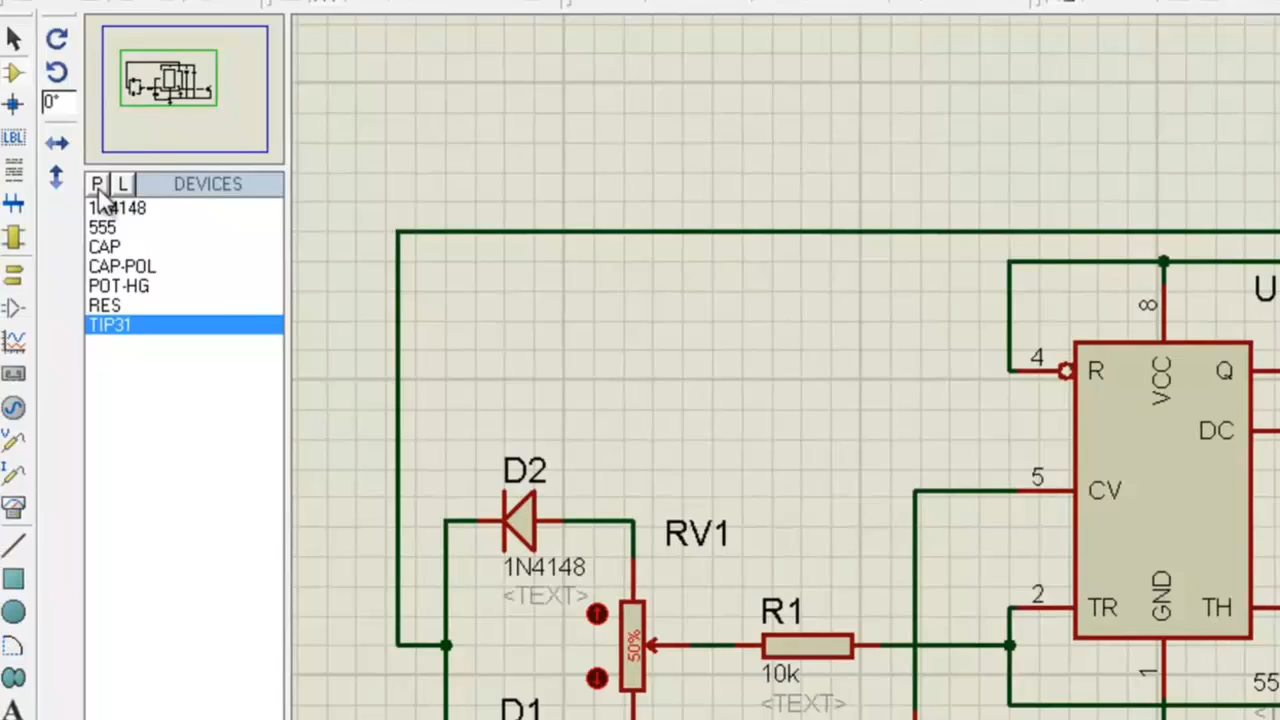 0°
LBL
P L DEVICES
1N4148
555
CAP
CAP-POL
POT-HG
RES
TIP31
U
8
4
R
VCC
Q
DC
D2
5
CV
RV1
1N4148
<TEXT>
2
TR
GND
TH
R1
50%
10k
<TEXT>
1
55
D1
V
I
A